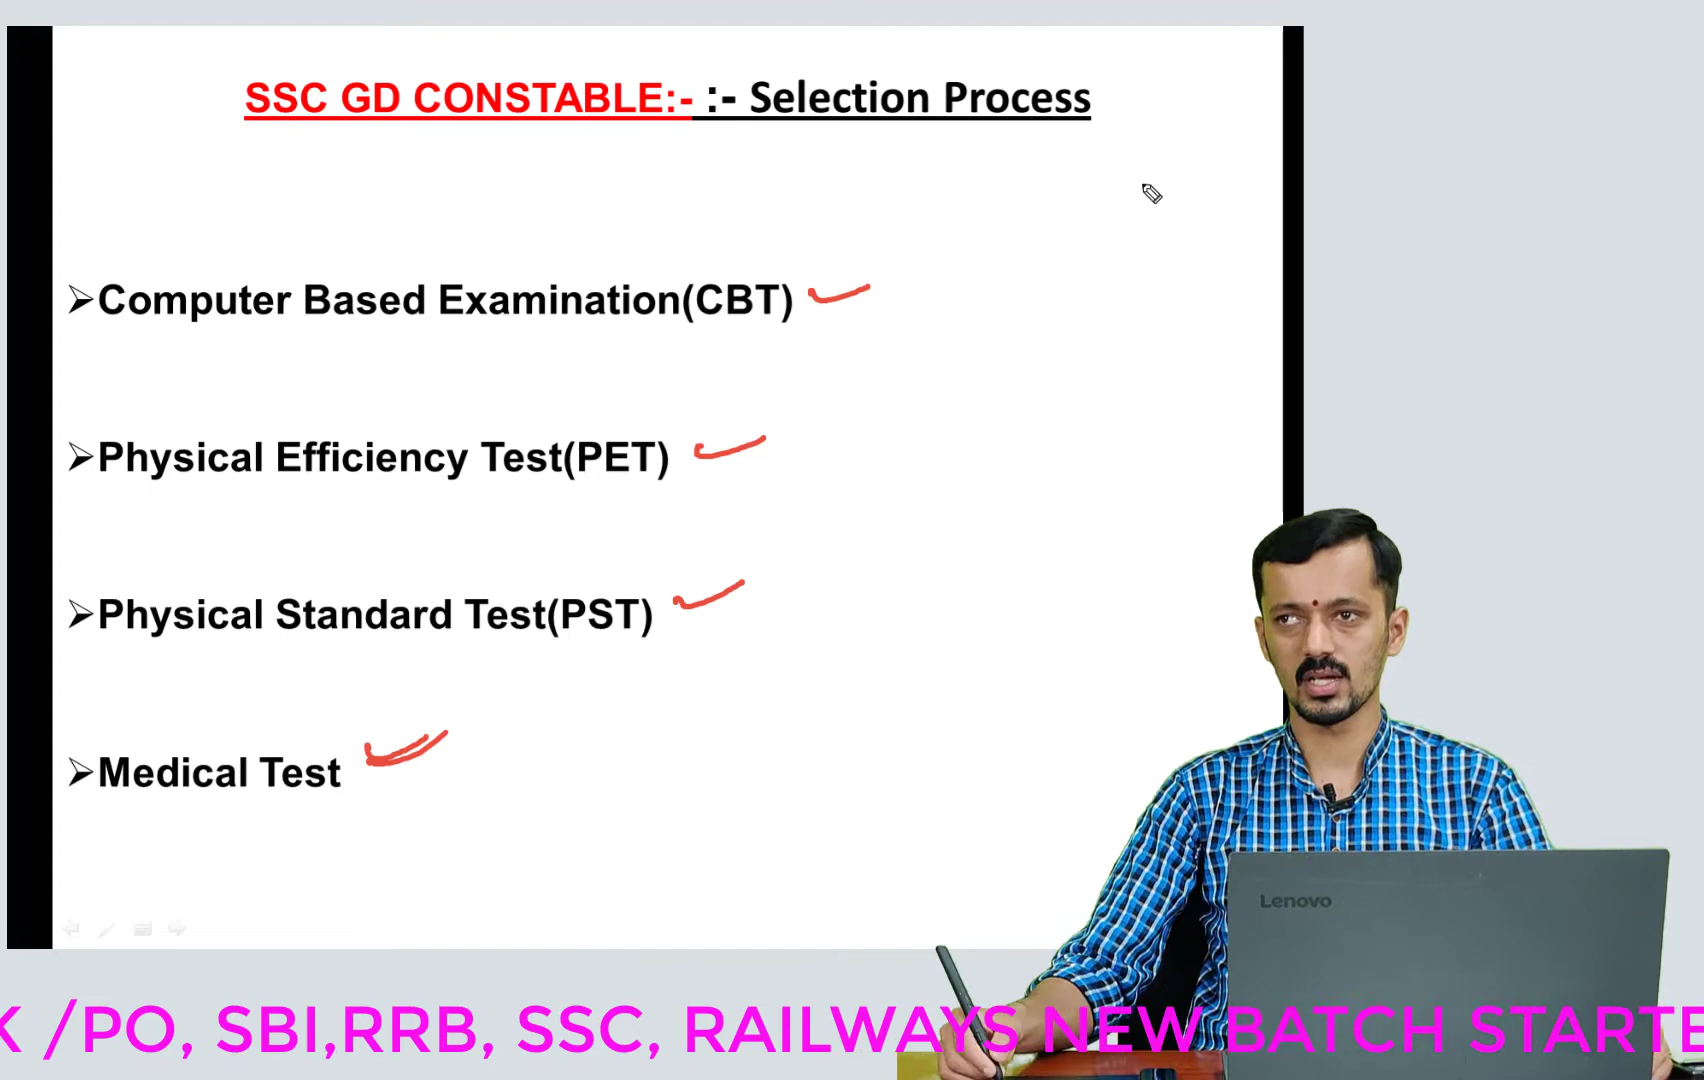 SSC GD CONSTABLE:- :- Selection Process
➢Computer Based Examination(CBT)
➢Physical Efficiency Test(PET)
➢Physical Standard Test(PST)
➢Medical Test
Lenovo
K /PO, SBI,RRB, SSC, RAILWAYS NEW BATCH STARTE